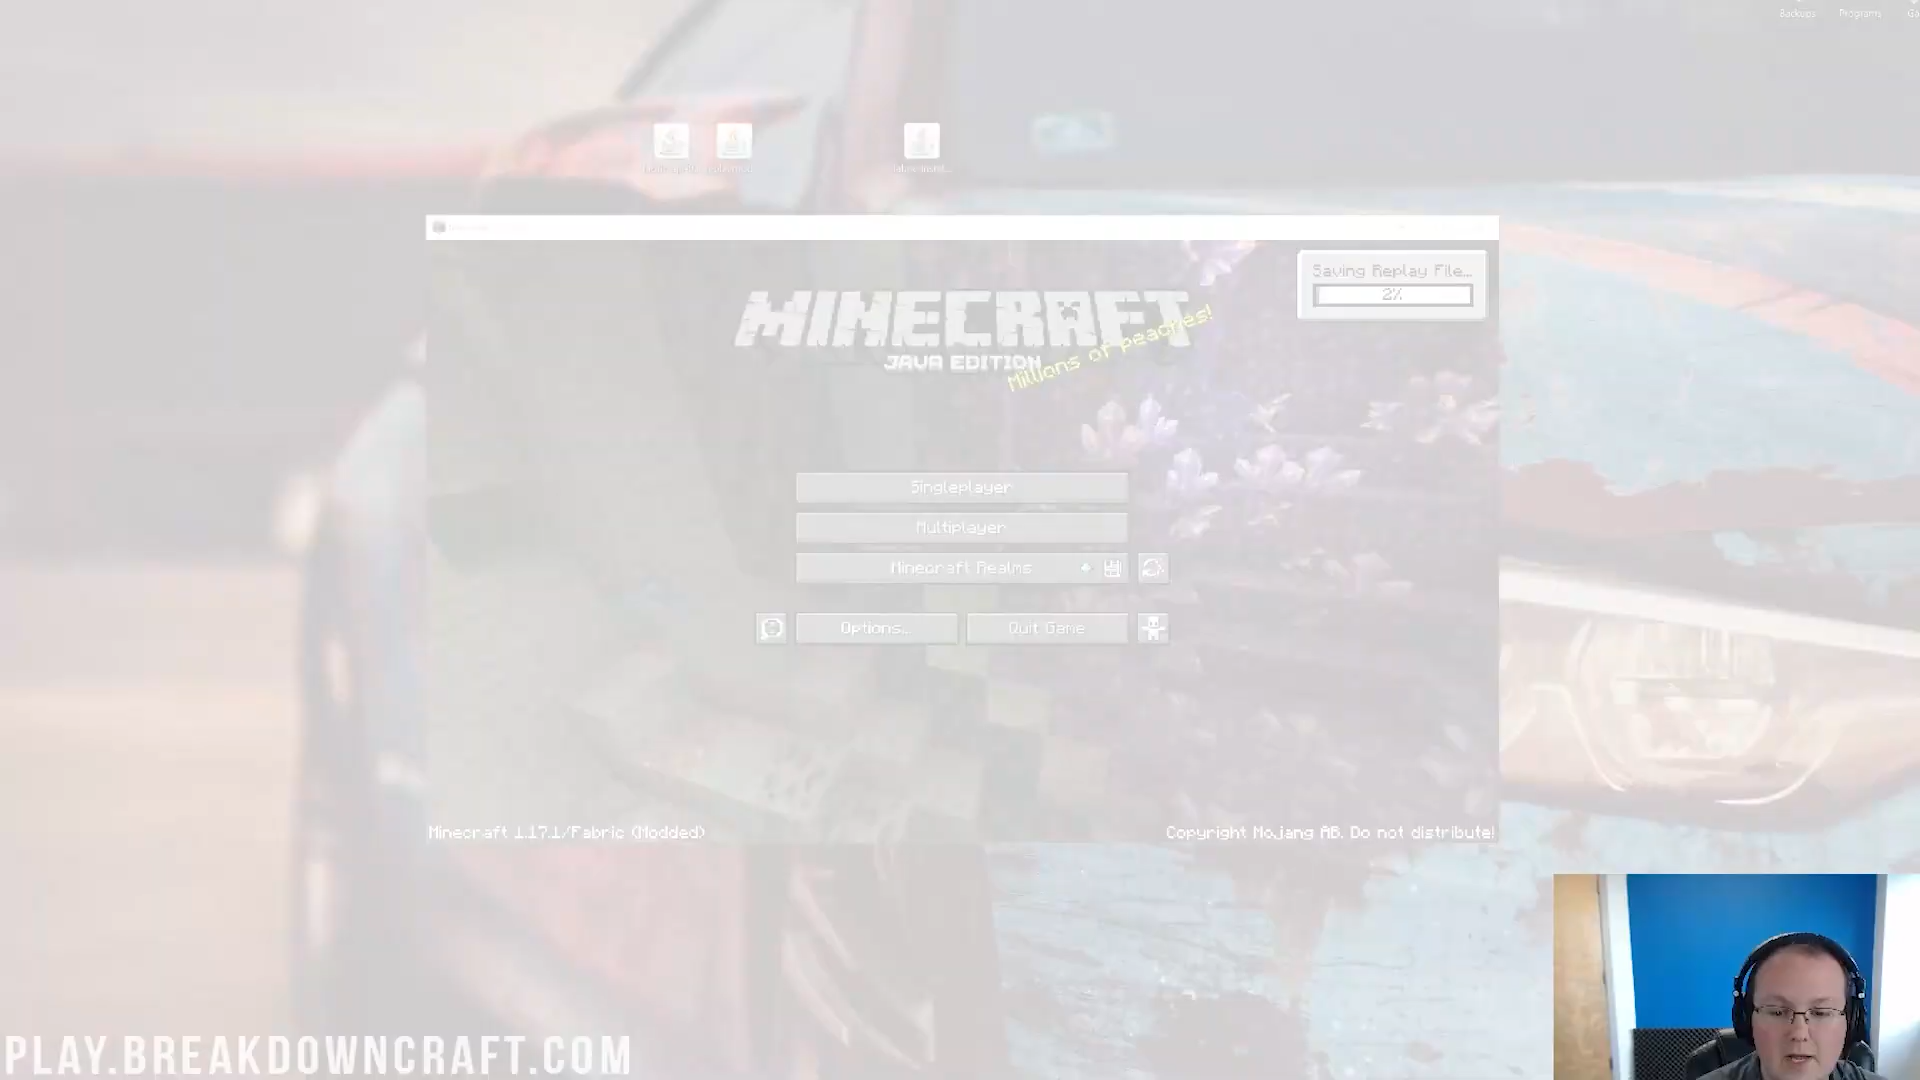 Backups Programs
Saving Replay File...
2%
MINECRAFT
JAVA EDITION
Millions of peaches!
Singleplayer
Multiplayer
Minecraft Realms
Options...
Quit Game
Minecraft 1.17.1/Fabric (Modded)
Copyright Mojang AB. Do not distribute!
PLAY.BREAKDOWNCRAFT.COM